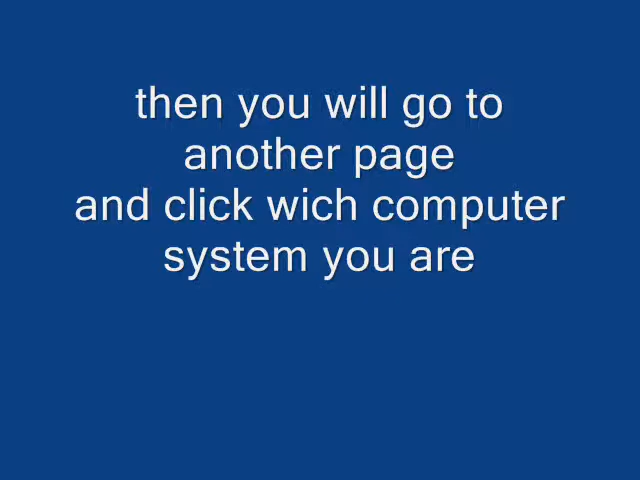 then you will go to
another page
and click wich computer
system you are